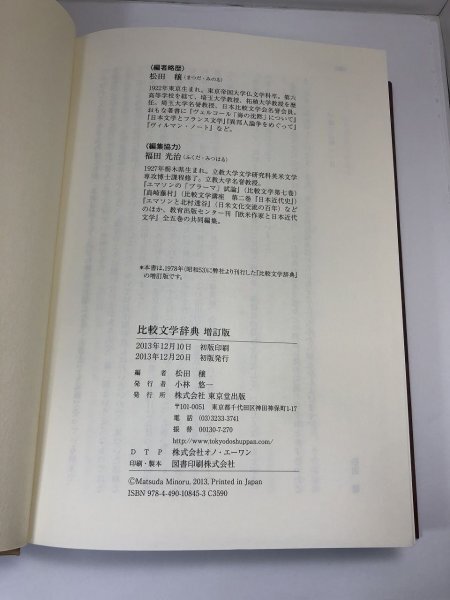 〈編者略歴〉
松田 穣(まつだ・みのる)
1922年東京生まれ。東京帝国大学仏文学科卒。第六
高等学校を経て、埼玉大学教授、拓殖大学教授を歴
任。埼玉大学名誉教授、日本比較文学会名誉会員。
おもな著書に『ヴェルコール「海の沈黙」について』
『日本文学とフランス文学』『異邦人論争をめぐって』
『ヴィルマン・ノート』など。
〈編集協力〉
福田 光治(ふくだ・みつはる)
1927年栃木県生まれ。立教大学文学研究科英米文学
専攻博士課程修了。立教大学名誉教授。
『エマソンの「ブラーマ」試論』(比較文学第七巻)
『島崎藤村』(比較文学講座 第二巻『日本近代史』)
『エマソンと北村透谷』(日米文化交流の百年)など
のほか、教育出版センター刊『欧米作家と日本近代
文学』全五巻の共同編集。
*本書は、1978年(昭和53)に弊社より刊行した『比較文学辞典』
の増訂版です。
比較文学辞典 増訂版
2013年12月10日 初版印刷
2013年12月20日 初版発行
編者 松田 穣
発行者 小林 悠一
発行所 株式会社 東京堂出版
〒101-0051 東京都千代田区神田神保町1-17
電話 (03)3233-3741
振替 00130-7-270
http://www.tokyodoshuppan.com/
DTP 株式会社オノ・エーワン
印刷・製本 図書印刷株式会社
©Matsuda Minoru, 2013. Printed in Japan
ISBN 978-4-490-10845-3 C3590